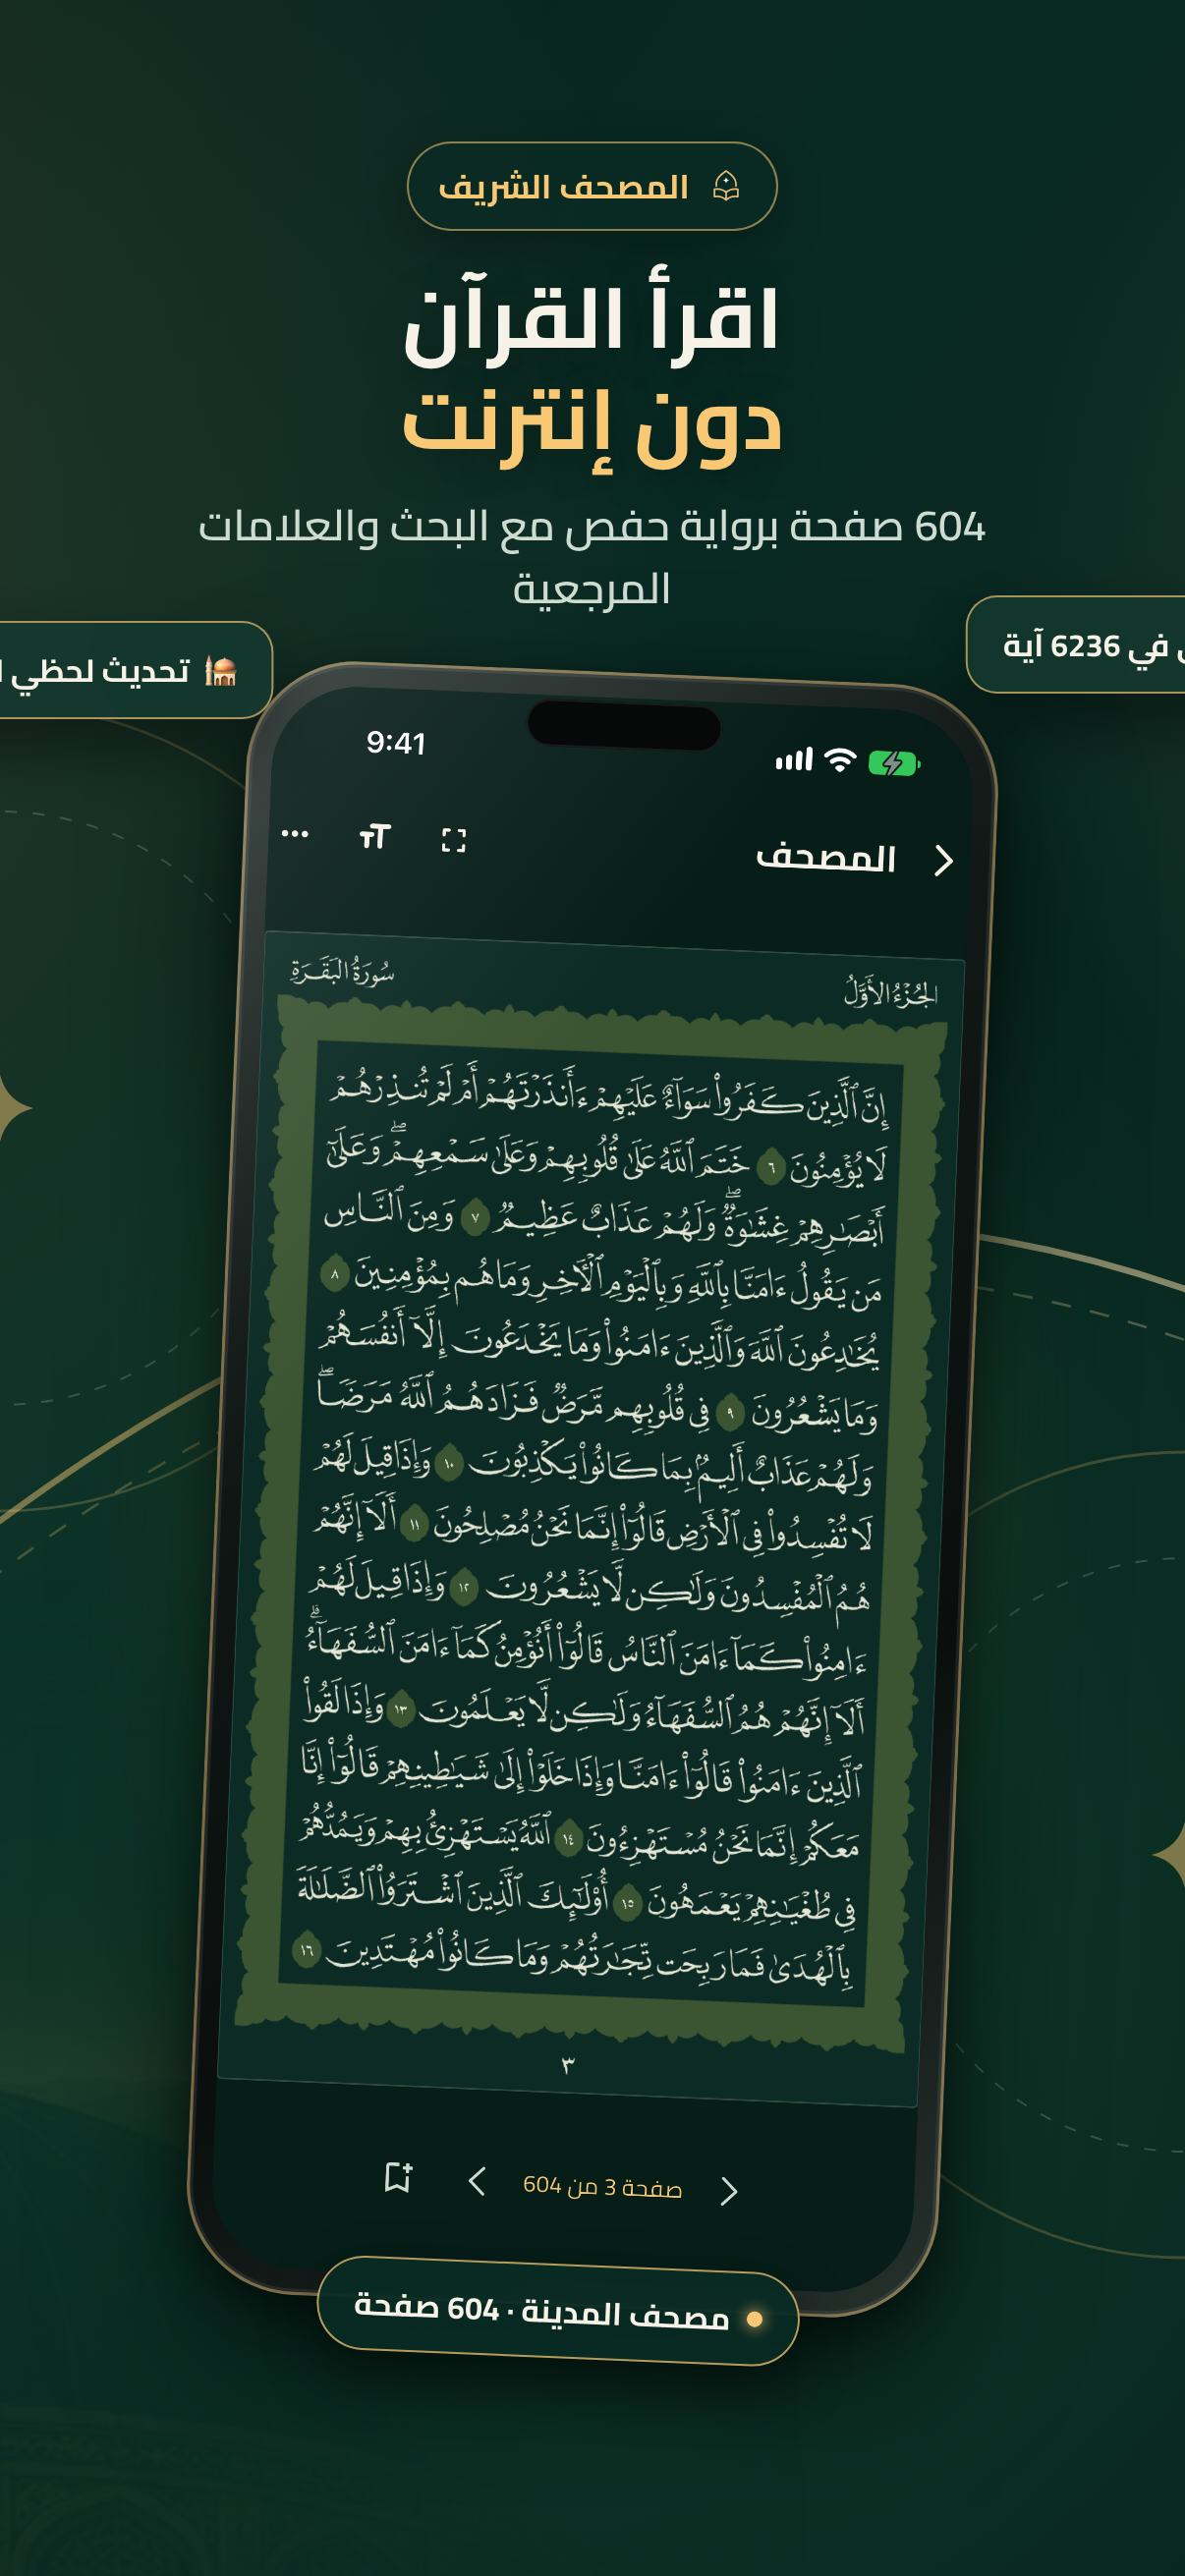 المصحف الشريف
اقرأ القرآن
دون إنترنت
604 صفحة برواية حفص مع البحث والعلامات
المرجعية
في 6236 آية
تحديث لحظي
9:41
المصحف
الجُزْءُ الأَوَّلُ
سُورَةُ البَقَرَةِ
إِنَّ ٱلَّذِينَ كَفَرُواْ سَوَآءٌ عَلَيۡهِمۡ ءَأَنذَرۡتَهُمۡ أَمۡ لَمۡ تُنذِرۡهُمۡ
لَا يُؤۡمِنُونَ ٦ خَتَمَ ٱللَّهُ عَلَىٰ قُلُوبِهِمۡ وَعَلَىٰ سَمۡعِهِمۡۖ وَعَلَىٰٓ
أَبۡصَٰرِهِمۡ غِشَٰوَةٞۖ وَلَهُمۡ عَذَابٌ عَظِيمٞ ٧ وَمِنَ ٱلنَّاسِ
مَن يَقُولُ ءَامَنَّا بِٱللَّهِ وَبِٱلۡيَوۡمِ ٱلۡأٓخِرِ وَمَا هُم بِمُؤۡمِنِينَ ٨
يُخَٰدِعُونَ ٱللَّهَ وَٱلَّذِينَ ءَامَنُواْ وَمَا يَخۡدَعُونَ إِلَّآ أَنفُسَهُمۡ
وَمَا يَشۡعُرُونَ ٩ فِي قُلُوبِهِم مَّرَضٞ فَزَادَهُمُ ٱللَّهُ مَرَضٗاۖ
وَلَهُمۡ عَذَابٌ أَلِيمُۢ بِمَا كَانُواْ يَكۡذِبُونَ ١٠ وَإِذَا قِيلَ لَهُمۡ
لَا تُفۡسِدُواْ فِي ٱلۡأَرۡضِ قَالُوٓاْ إِنَّمَا نَحۡنُ مُصۡلِحُونَ ١١ أَلَآ إِنَّهُمۡ
هُمُ ٱلۡمُفۡسِدُونَ وَلَٰكِن لَّا يَشۡعُرُونَ ١٢ وَإِذَا قِيلَ لَهُمۡ
ءَامِنُواْ كَمَآ ءَامَنَ ٱلنَّاسُ قَالُوٓاْ أَنُؤۡمِنُ كَمَآ ءَامَنَ ٱلسُّفَهَآءُۗ
أَلَآ إِنَّهُمۡ هُمُ ٱلسُّفَهَآءُ وَلَٰكِن لَّا يَعۡلَمُونَ ١٣ وَإِذَا لَقُواْ
ٱلَّذِينَ ءَامَنُواْ قَالُوٓاْ ءَامَنَّا وَإِذَا خَلَوۡاْ إِلَىٰ شَيَٰطِينِهِمۡ قَالُوٓاْ إِنَّا
مَعَكُمۡ إِنَّمَا نَحۡنُ مُسۡتَهۡزِءُونَ ١٤ ٱللَّهُ يَسۡتَهۡزِئُ بِهِمۡ وَيَمُدُّهُمۡ
فِي طُغۡيَٰنِهِمۡ يَعۡمَهُونَ ١٥ أُوْلَٰٓئِكَ ٱلَّذِينَ ٱشۡتَرَوُاْ ٱلضَّلَٰلَةَ
بِٱلۡهُدَىٰ فَمَا رَبِحَت تِّجَٰرَتُهُمۡ وَمَا كَانُواْ مُهۡتَدِينَ ١٦
٣
صفحة 3 من 604
مصحف المدينة · 604 صفحة